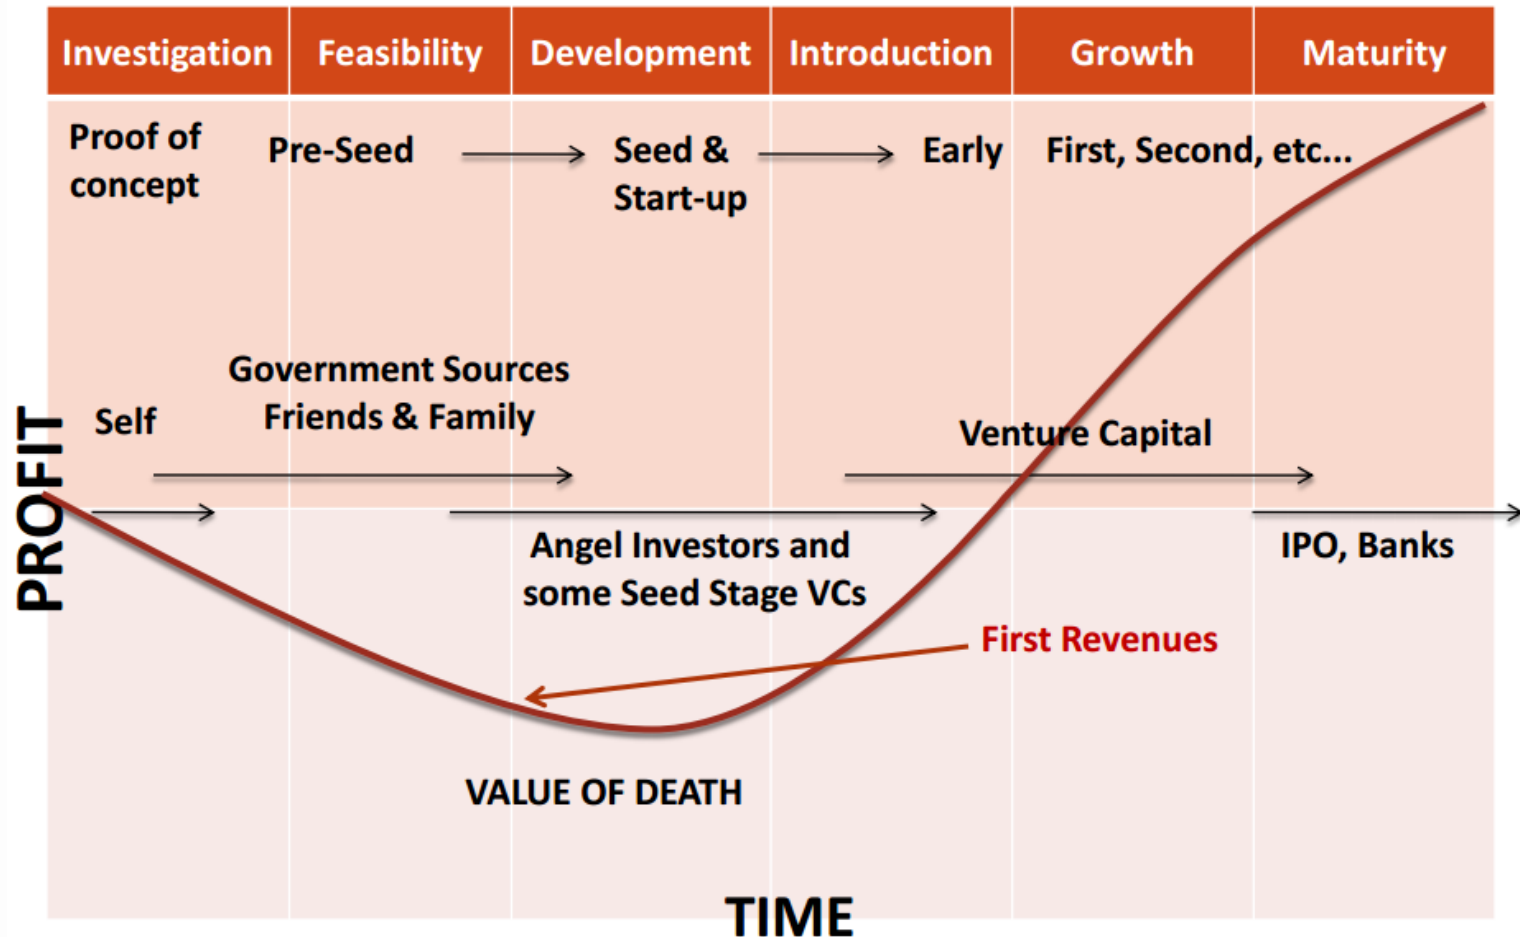 Investigation
Feasibility
Development
Introduction
Growth
Maturity
Proof of
concept
Pre-Seed
Seed &
Start-up
Early
First, Second, etc...
Government Sources
Friends & Family
Self
Venture Capital
PROFIT
Angel Investors and
some Seed Stage VCs
IPO, Banks
First Revenues
VALUE OF DEATH
TIME